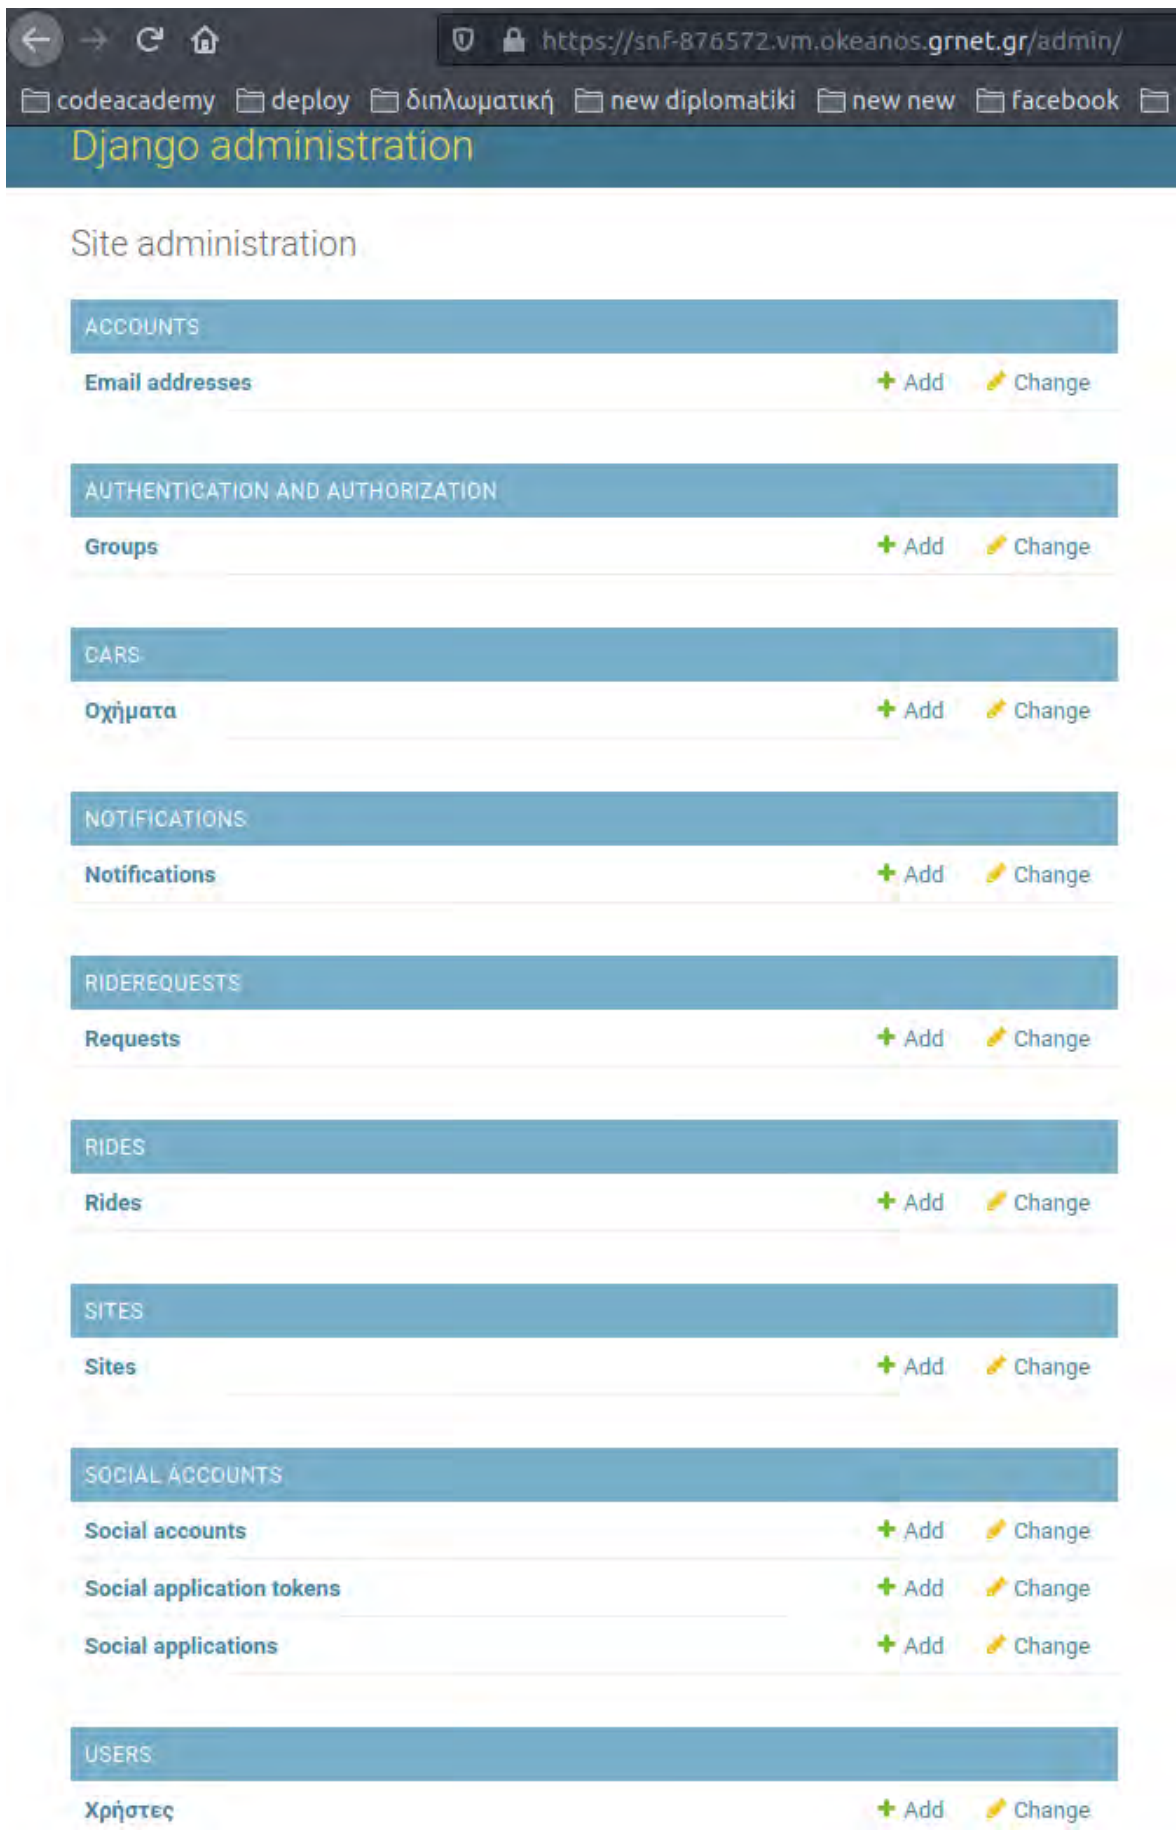 https://snf-876572.vm.okeanos.grnet.gr/admin/
codeacademy deploy διπλωματική new diplomatiki new new facebook
Django administration
Site administration
ACCOUNTS
Email addresses Add Change
AUTHENTICATION AND AUTHORIZATION
Groups Add Change
CARS
Οχήματα Add Change
NOTIFICATIONS
Notifications Add Change
RIDEREQUESTS
Requests Add Change
RIDES
Rides Add Change
SITES
Sites Add Change
SOCIAL ACCOUNTS
Social accounts Add Change
Social application tokens Add Change
Social applications Add Change
USERS
Χρήστες Add Change